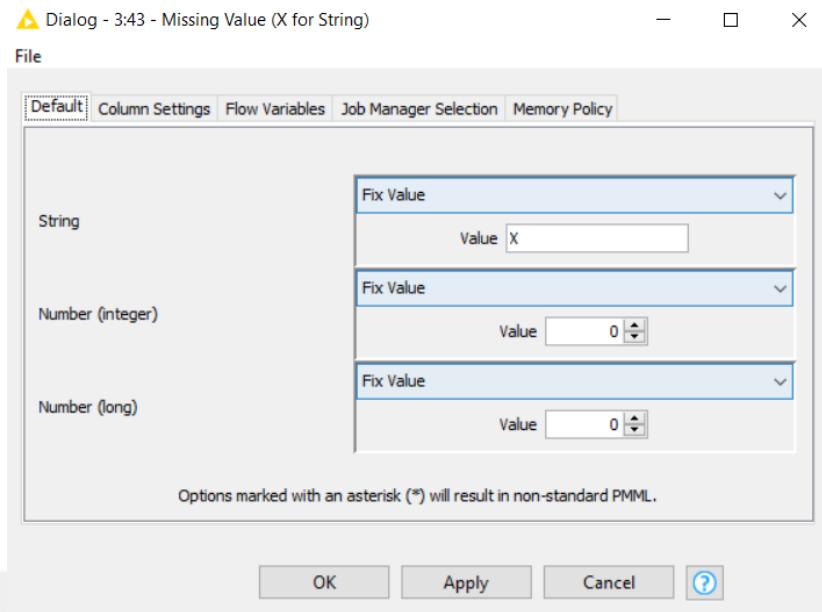 Dialog - 3:43 - Missing Value (X for String)
File
Default Column Settings Flow Variables Job Manager Selection Memory Policy
String
Fix Value
Value X
Number (integer)
Fix Value
Value 0
Number (long)
Fix Value
Value 0
Options marked with an asterisk (*) will result in non-standard PMML.
OK Apply Cancel ?